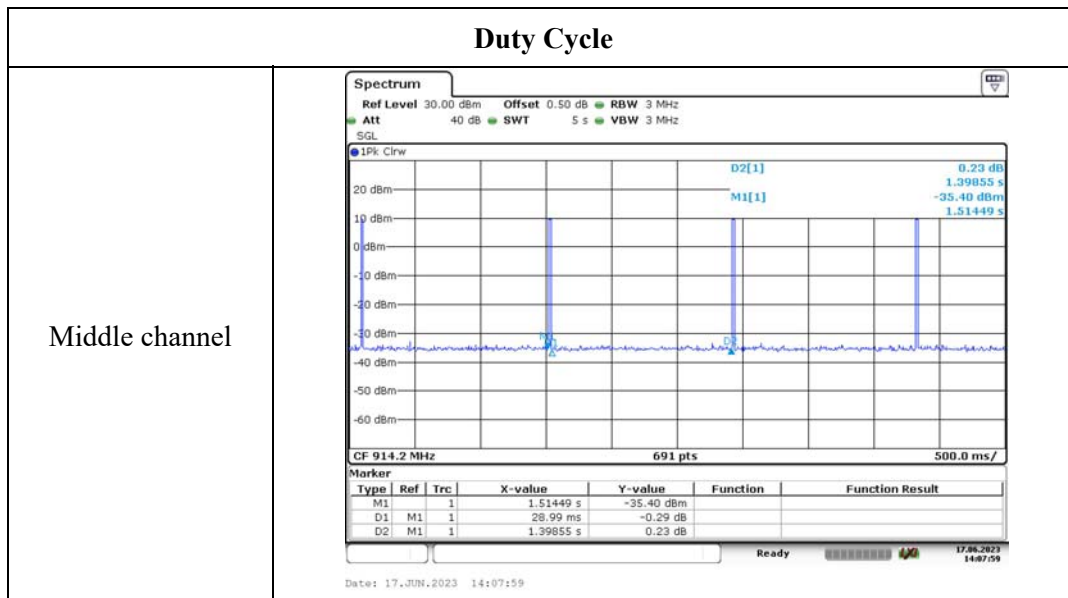 Duty Cycle
Middle channel
Spectrum
Ref Level 30.00 dBm Offset 0.50 dB RBW 3 MHz
Att 40 dB SWT 5 s VBW 3 MHz
SGL
1Pk Clrw
D2[1] 0.23 dB
1.39855 s
M1[1] -35.40 dBm
1.51449 s
20 dBm
10 dBm
0 dBm
-10 dBm
-20 dBm
-30 dBm
-40 dBm
-50 dBm
-60 dBm
CF 914.2 MHz 691 pts 500.0 ms/
Marker
Type Ref Trc X-value Y-value Function Function Result
M1 1 1.51449 s -35.40 dBm
D1 M1 1 28.99 ms -0.29 dB
D2 M1 1 1.39855 s 0.23 dB
Ready 17.06.2023
14:07:59
Date: 17.JUN.2023 14:07:59